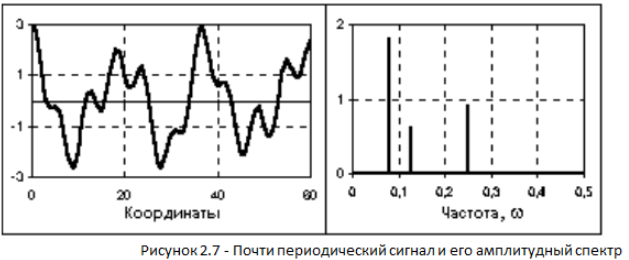 3
1
-1
-3
0 20 40 60
Координаты
2
1
0
0 0,1 0,2 0,3 0,4 0,5
Частота, ω
Рисунок 2.7 - Почти периодический сигнал и его амплитудный спектр